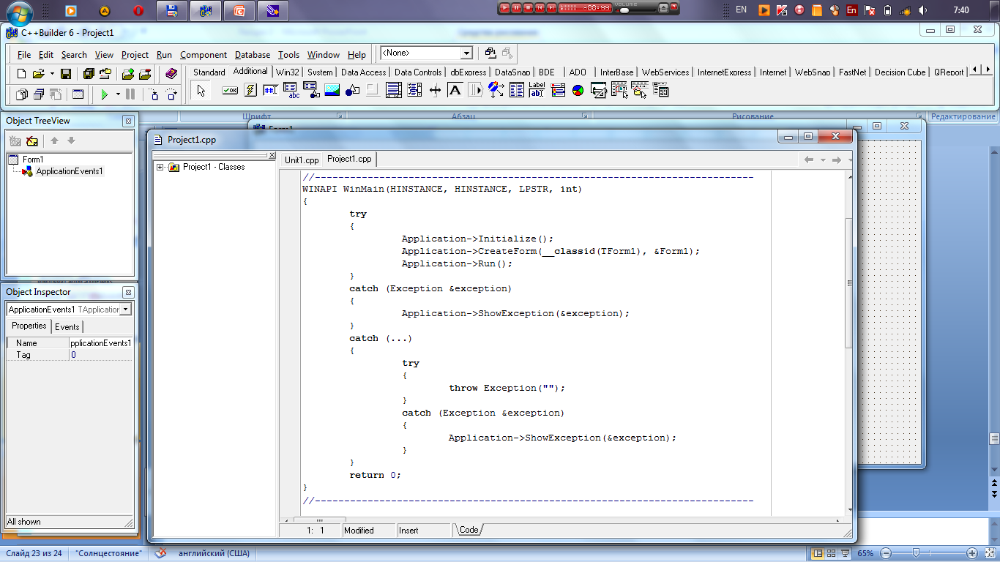 EN
En
7:40
VOLUME
C++Builder 6 - Project1
File Edit Search View Project Run Component Database Tools Window Help
<None>
Standard Additional Win32 System Data Access Data Controls dbExpress DataSnap BDE ADO InterBase WebServices InternetExpress Internet WebSnap FastNet Decision Cube QReport
Шрифт Абзац Рисование Редактирование
Object TreeView
Form1
ApplicationEvents1
Form1
Project1.cpp
Project1 - Classes
Unit1.cpp Project1.cpp
//---------------------------------------------------------------------------
WINAPI WinMain(HINSTANCE, HINSTANCE, LPSTR, int)
{
try
{
Application->Initialize();
Application->CreateForm(__classid(TForm1), &Form1);
Application->Run();
}
catch (Exception &exception)
{
Application->ShowException(&exception);
}
catch (...)
{
try
{
throw Exception("");
}
catch (Exception &exception)
{
Application->ShowException(&exception);
}
}
return 0;
}
//---------------------------------------------------------------------------
1: 1 Modified Insert Code
Object Inspector
ApplicationEvents1 TApplication
Properties Events
Name pplicationEvents1
Tag 0
All shown
Слайд 23 из 24 "Солнцестояние" английский (США) 65%